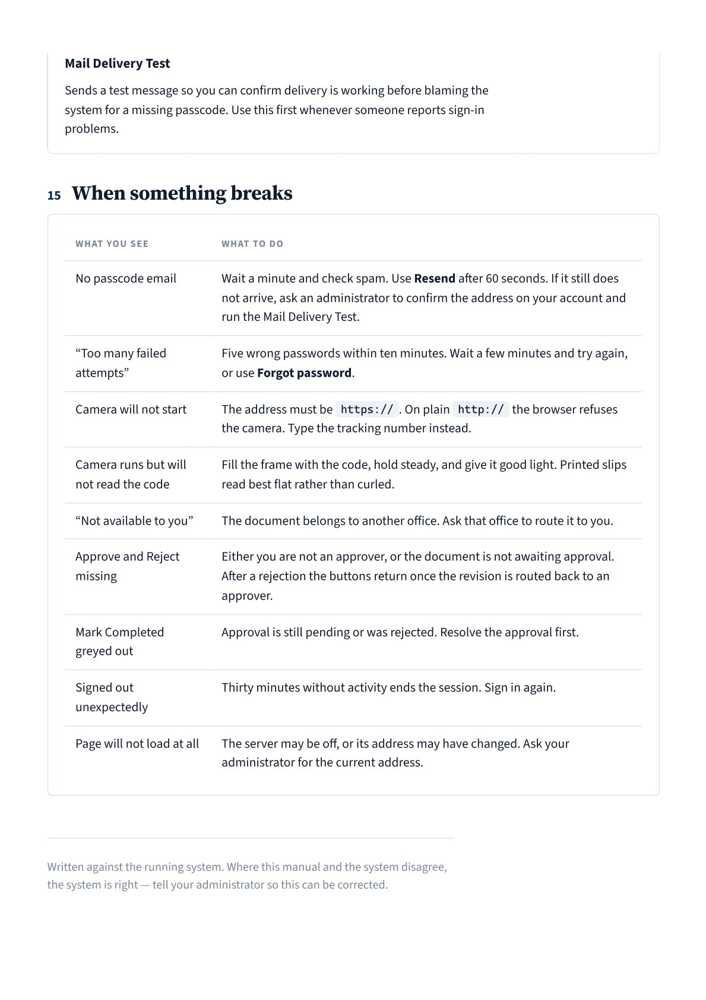 Mail Delivery Test
Sends a test message so you can confirm delivery is working before blaming the
system for a missing passcode. Use this first whenever someone reports sign-in
problems.
15 When something breaks
WHAT YOU SEE WHAT TO DO
No passcode email Wait a minute and check spam. Use Resend after 60 seconds. If it still does
not arrive, ask an administrator to confirm the address on your account and
run the Mail Delivery Test.
“Too many failed Five wrong passwords within ten minutes. Wait a few minutes and try again,
attempts” or use Forgot password.
Camera will not start The address must be https:// . On plain http:// the browser refuses
the camera. Type the tracking number instead.
Camera runs but will Fill the frame with the code, hold steady, and give it good light. Printed slips
not read the code read best flat rather than curled.
“Not available to you” The document belongs to another office. Ask that office to route it to you.
Approve and Reject Either you are not an approver, or the document is not awaiting approval.
missing After a rejection the buttons return once the revision is routed back to an
approver.
Mark Completed Approval is still pending or was rejected. Resolve the approval first.
greyed out
Signed out Thirty minutes without activity ends the session. Sign in again.
unexpectedly
Page will not load at all The server may be off, or its address may have changed. Ask your
administrator for the current address.
Written against the running system. Where this manual and the system disagree,
the system is right — tell your administrator so this can be corrected.